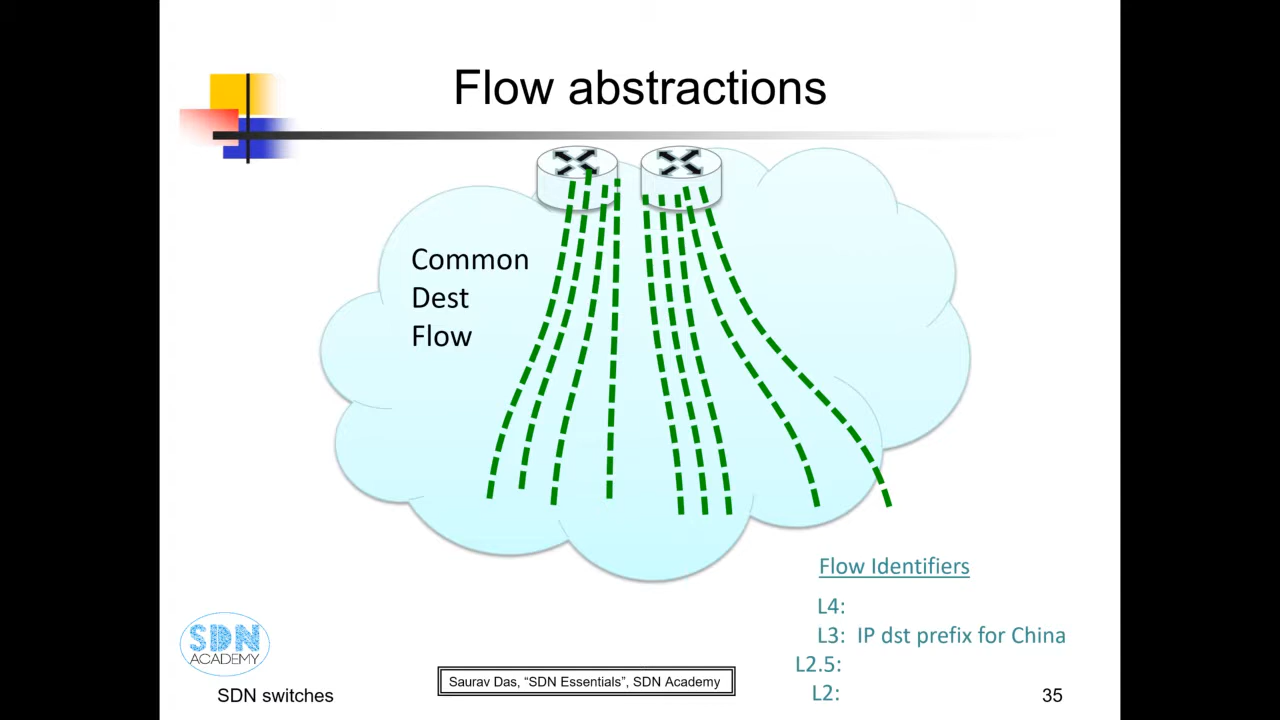 Flow abstractions
Common
Dest
Flow
Flow Identifiers
L4:
L3: IP dst prefix for China
L2.5:
L2:
SDN
ACADEMY
Saurav Das, “SDN Essentials”, SDN Academy
SDN switches
35